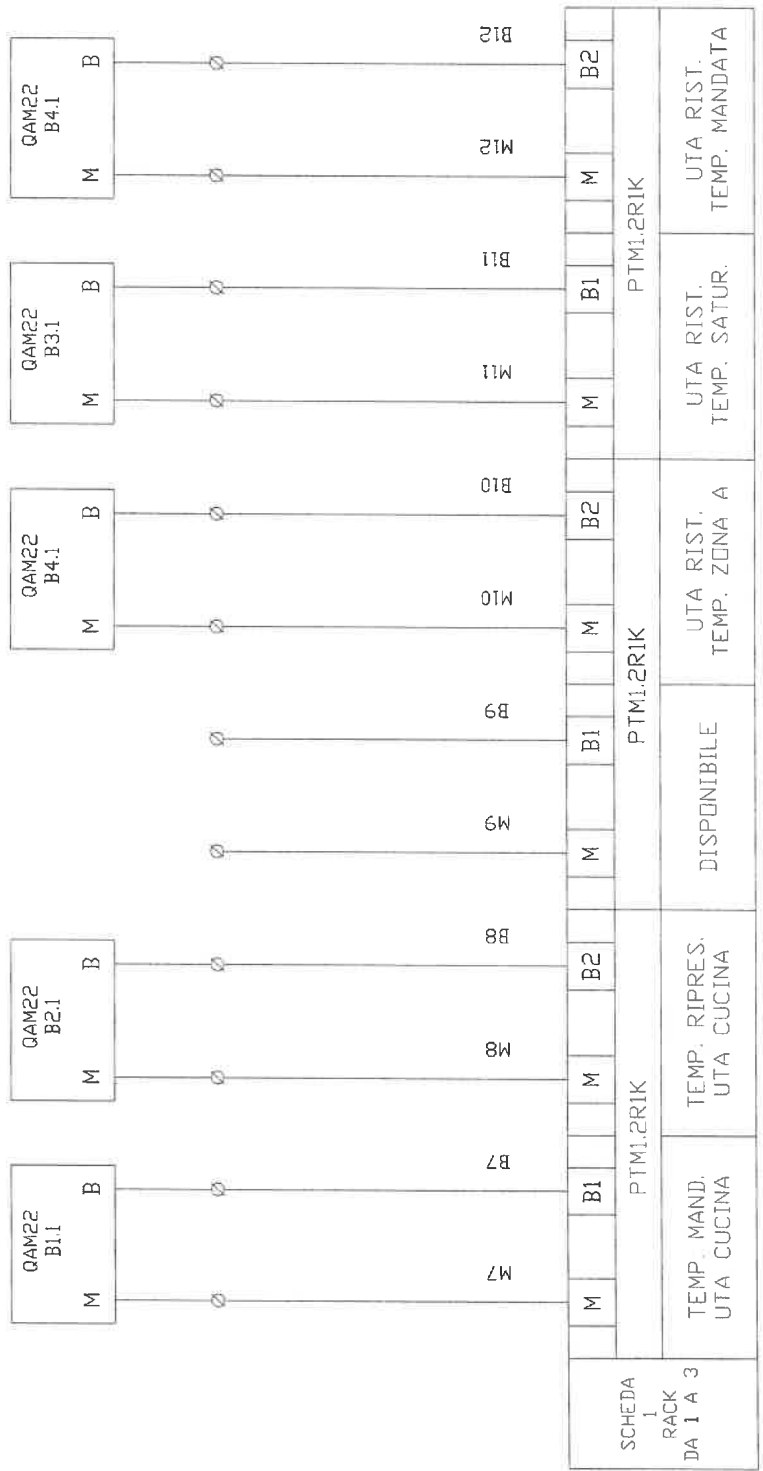 QAM22
B1.1
M B
QAM22
B2.1
M B
QAM22
B4.1
M B
QAM22
B3.1
M B
QAM22
B4.1
M B
M7 B7 M8 B8 M9 B9 M10 B10 M11 B11 M12 B12
M B1 M B2 M B1 M B2 M B1 M B2
SCHEDA
1
RACK
DA 1 A 3
PTM1.2R1K
PTM1.2R1K
PTM1.2R1K
TEMP. MAND.
UTA CUCINA
TEMP. RIPRES.
UTA CUCINA
DISPONIBILE
UTA RIST.
TEMP. ZONA A
UTA RIST.
TEMP. SATUR.
UTA RIST.
TEMP. MANDATA